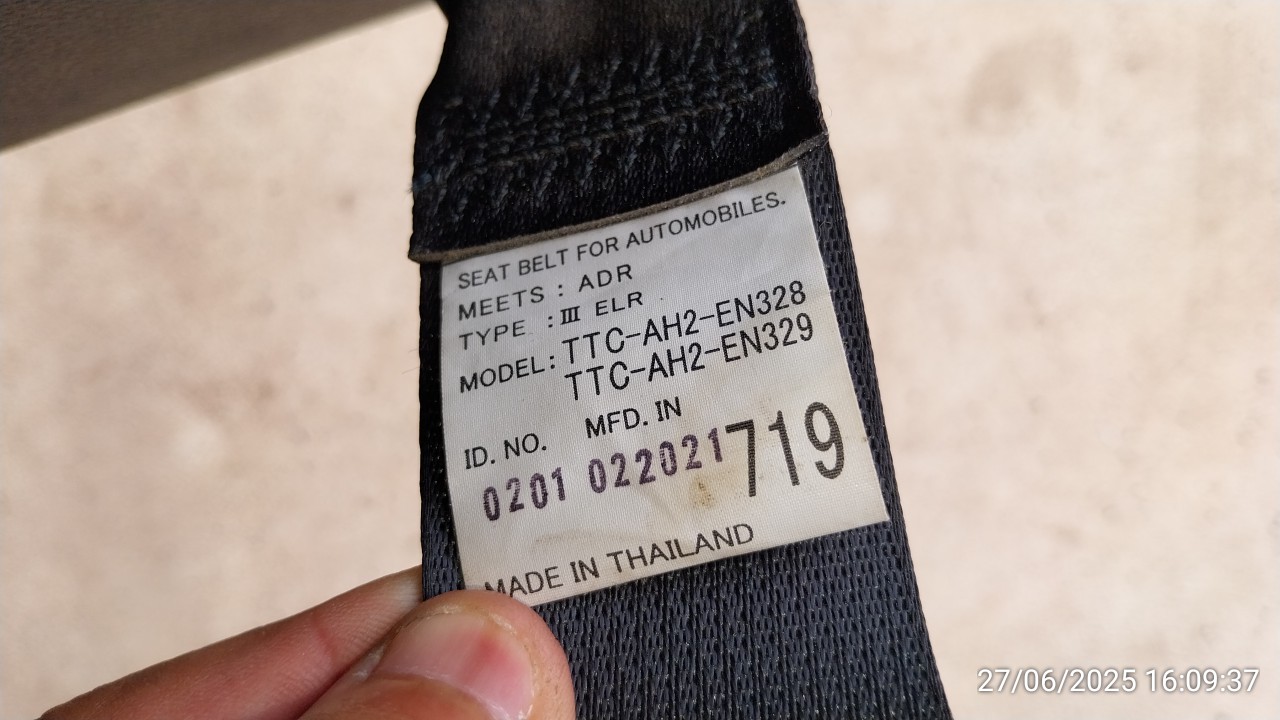 SEAT BELT FOR AUTOMOBILES.
MEETS : ADR
TYPE : III ELR
MODEL: TTC-AH2-EN328
TTC-AH2-EN329
ID. NO. MFD. IN
0201 022021 719
MADE IN THAILAND
27/06/2025 16:09:37